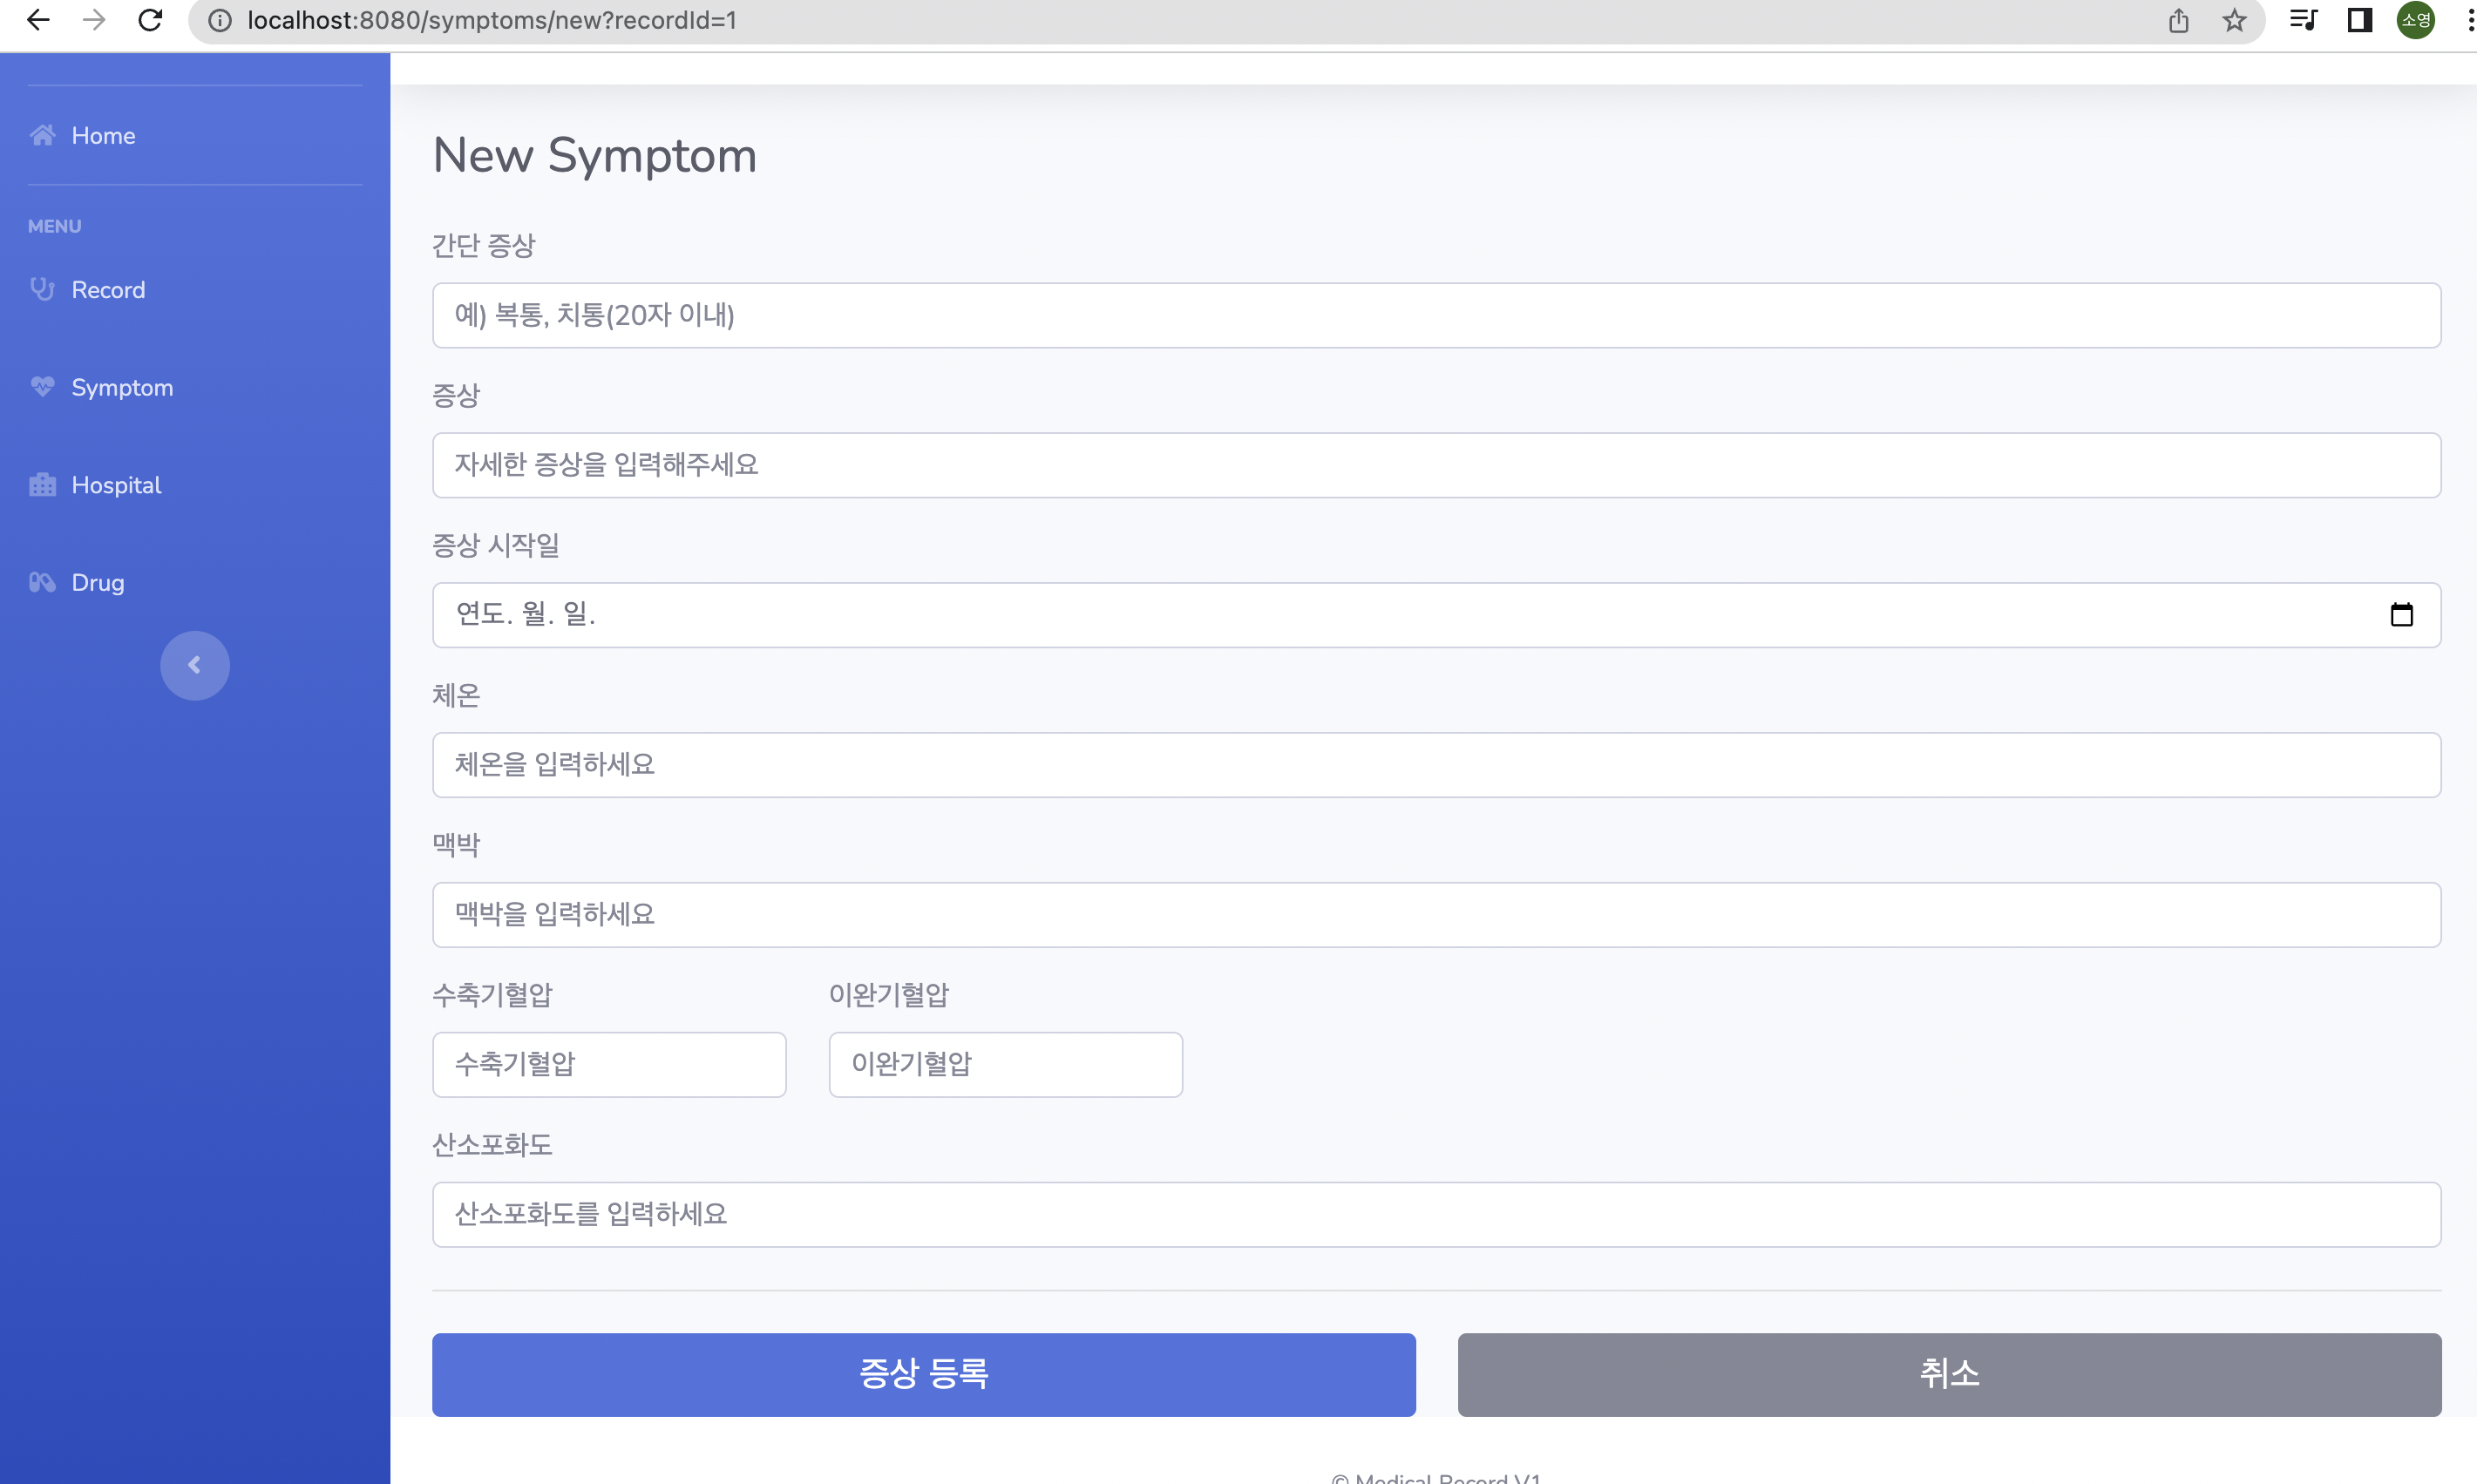 localhost:8080/symptoms/new?recordId=1
소영
Home
MENU
Record
Symptom
Hospital
Drug
New Symptom
간단 증상
예) 복통, 치통(20자 이내)
증상
자세한 증상을 입력해주세요
증상 시작일
연도. 월. 일.
체온
체온을 입력하세요
맥박
맥박을 입력하세요
수축기혈압 이완기혈압
수축기혈압 이완기혈압
산소포화도
산소포화도를 입력하세요
증상 등록 취소
© Medical Record V1